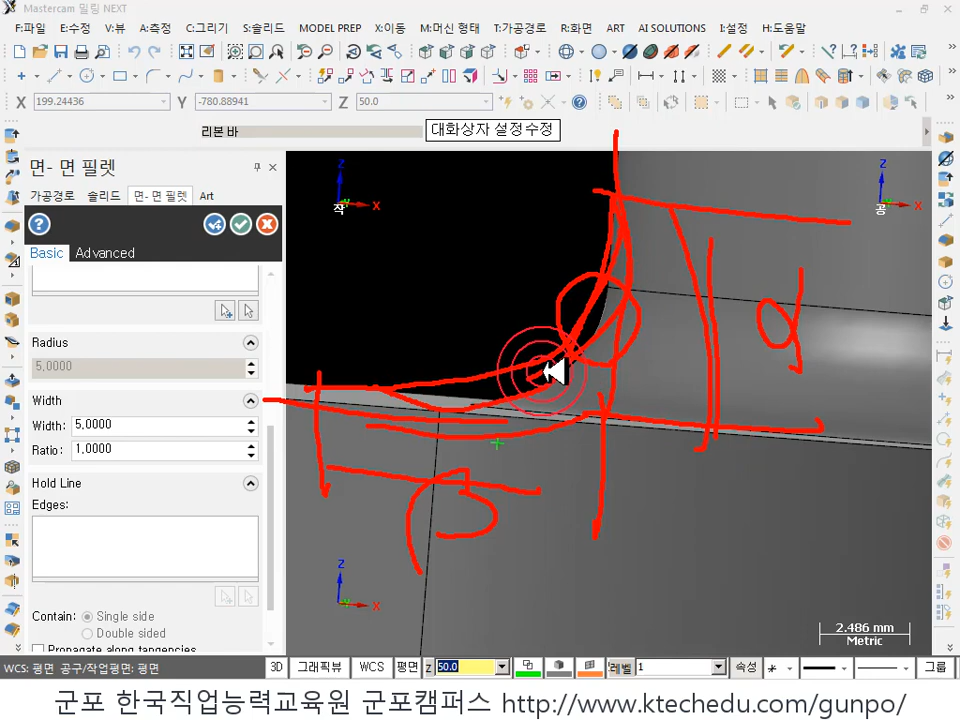 Mastercam 밀링 NEXT
F:파일 E:수정 V:뷰 A:측정 C:그리기 S:솔리드 MODEL PREP X:이동 M:머신 형태 T:가공경로 R:화면 ART AI SOLUTIONS I:설정 H:도움말
X 199.24436 Y -780.88941 Z 50.0
리본 바 대화상자 설정수정
면- 면 필렛
가공경로 솔리드 면- 면 필렛 Art
Basic Advanced
Radius
5,0000
Width
Width: 5,0000
Ratio: 1,0000
Hold Line
Edges:
Contain: Single side
Double sided
Propagate along tangencies
Z X 작
Z X 공
Z X
α
β
2.486 mm
Metric
WCS: 평면 공구/작업평면: 평면 3D 그래픽뷰 WCS 평면 Z 50.0 레벨 1 속성 그룹
군포 한국직업능력교육원 군포캠퍼스 http://www.ktechedu.com/gunpo/